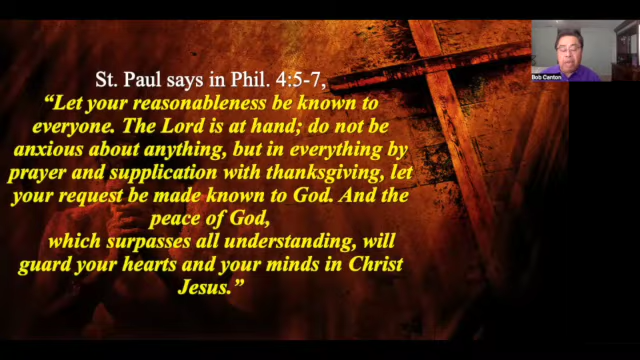 St. Paul says in Phil. 4:5-7,
“Let your reasonableness be known to
everyone. The Lord is at hand; do not be
anxious about anything, but in everything by
prayer and supplication with thanksgiving, let
your request be made known to God. And the
peace of God,
which surpasses all understanding, will
guard your hearts and your minds in Christ
Jesus.”
Bob Canton